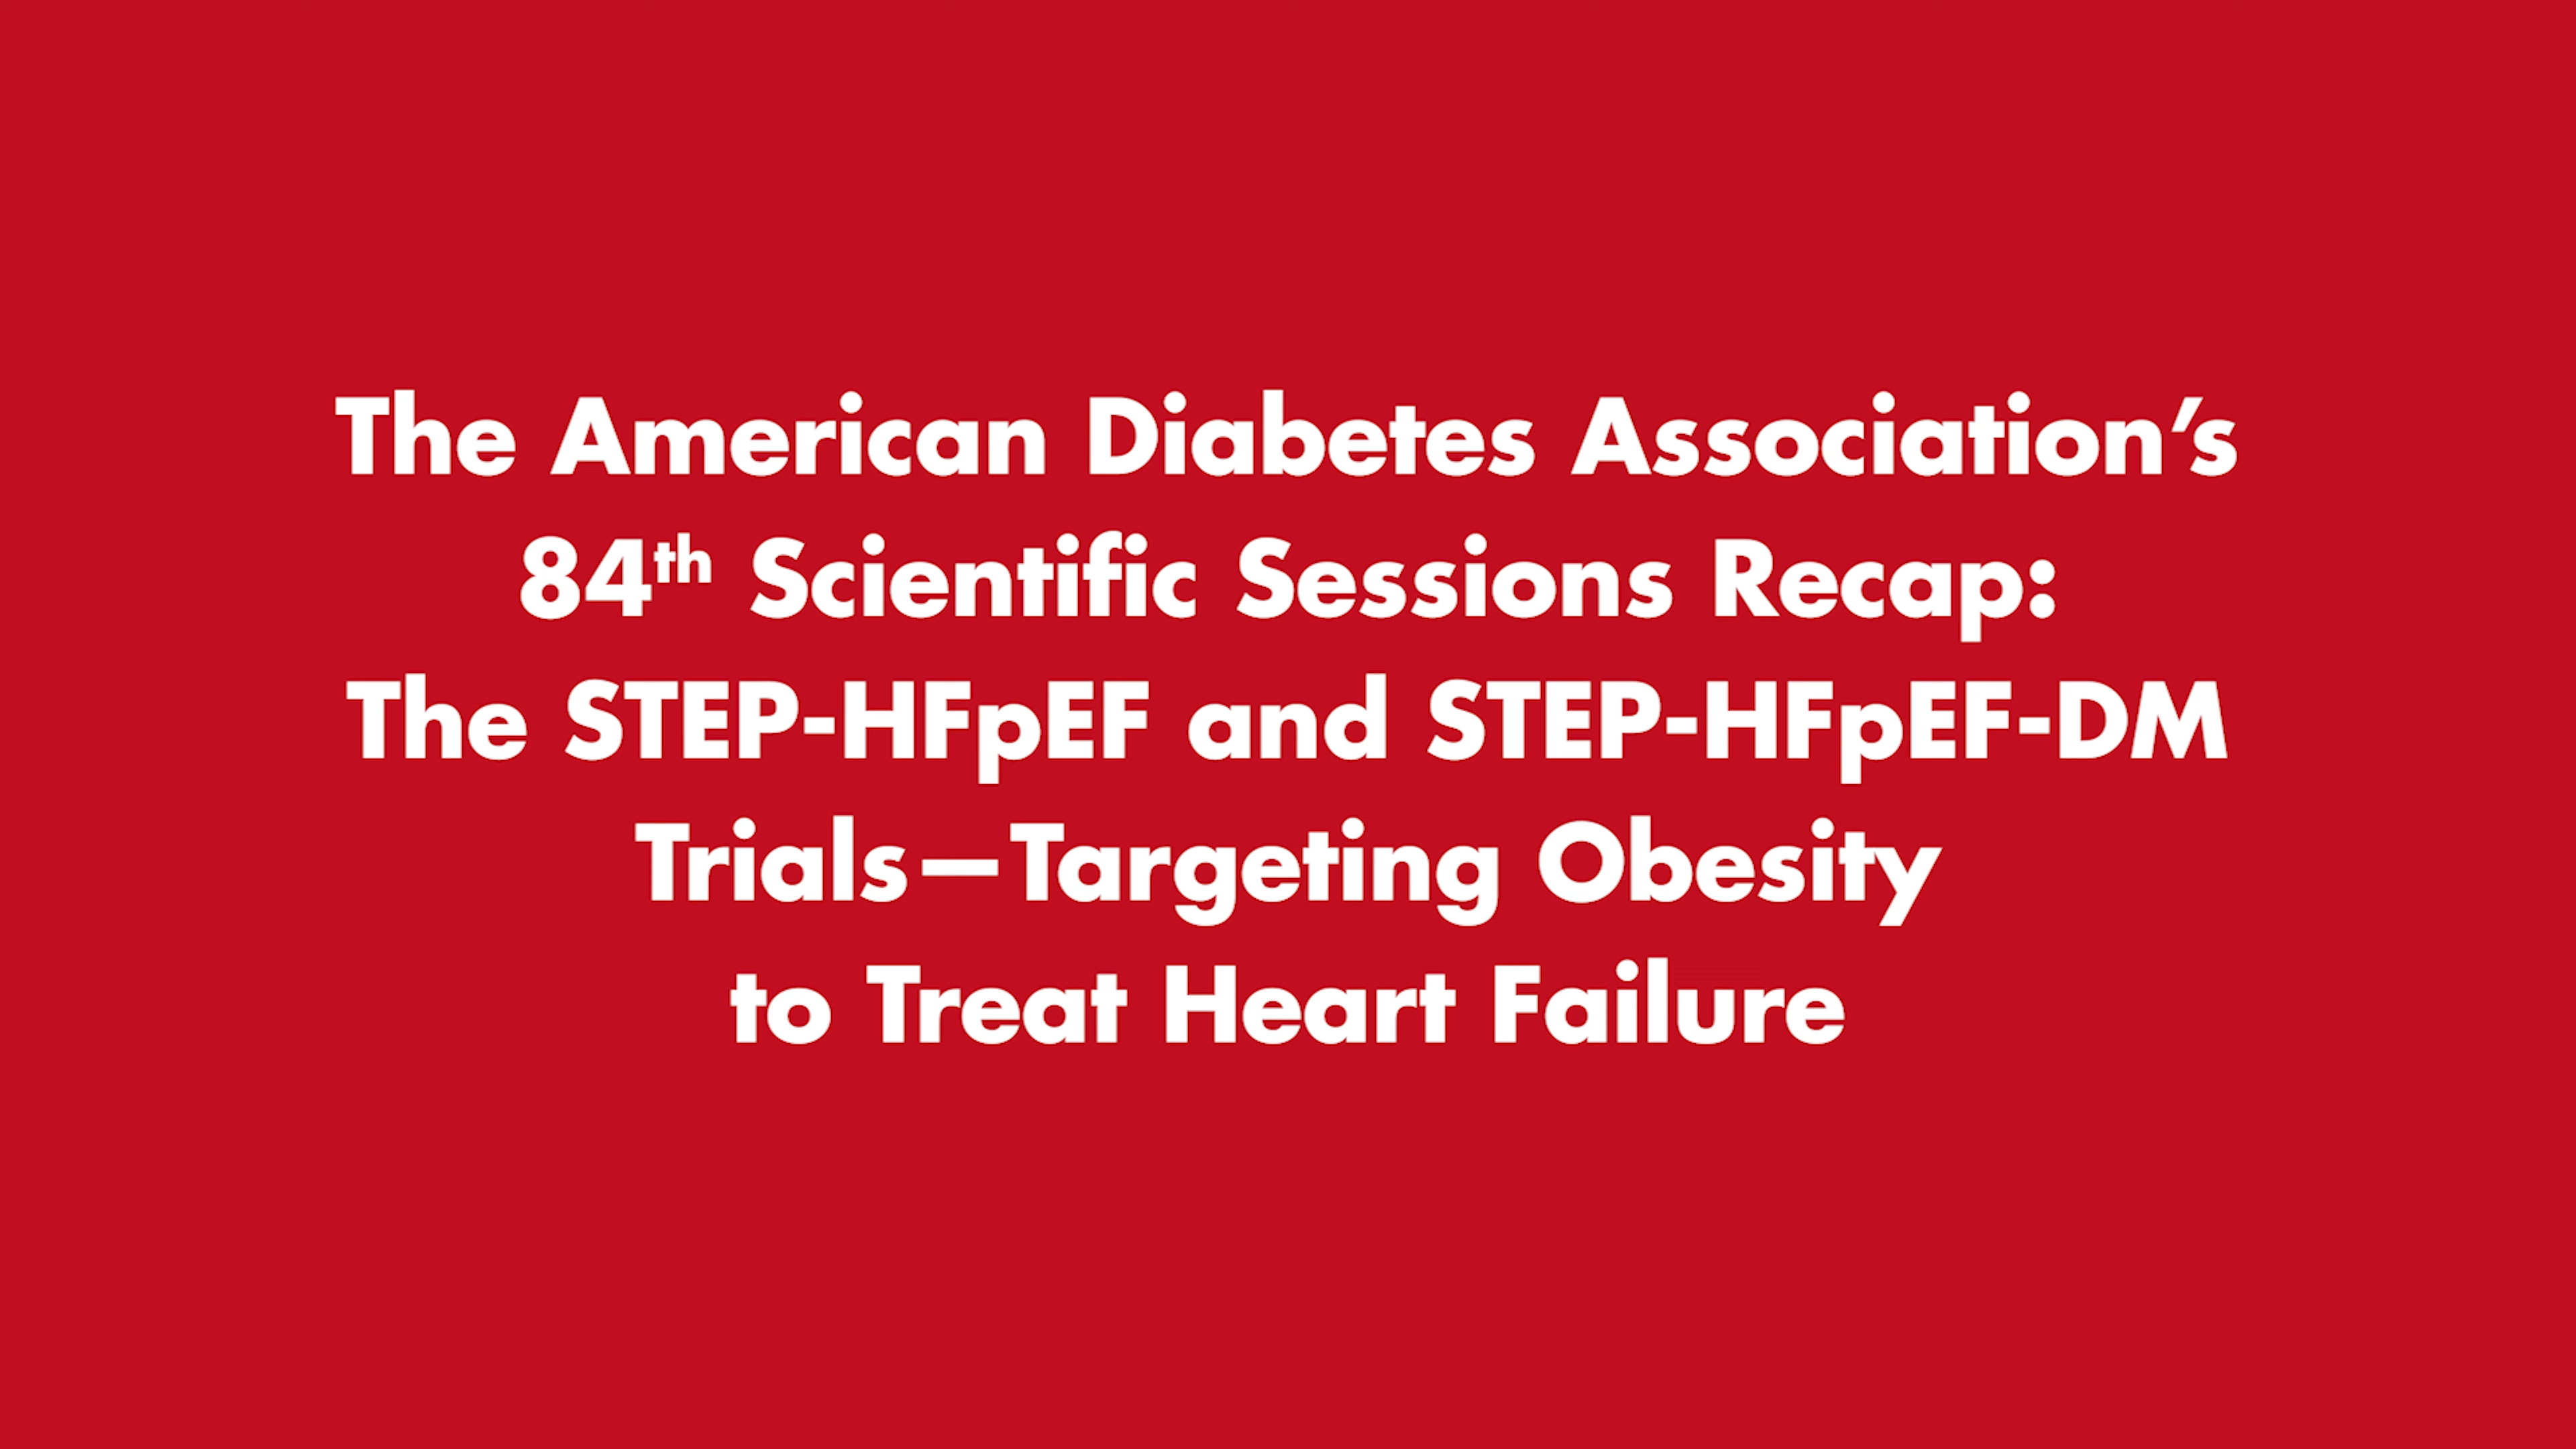 The American Diabetes Association’s
84th Scientific Sessions Recap:
The STEP-HFpEF and STEP-HFpEF-DM
Trials—Targeting Obesity
to Treat Heart Failure